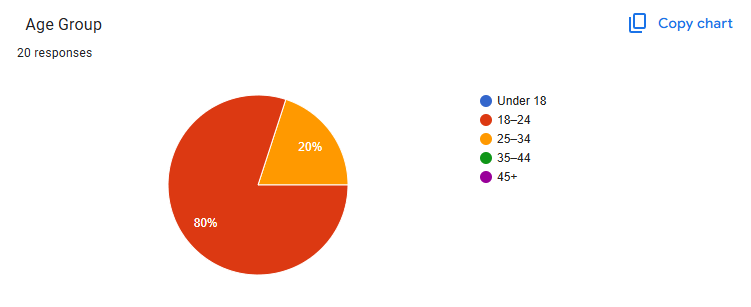 Age Group
Copy chart
20 responses
Under 18
18–24
25–34
35–44
45+
20%
80%